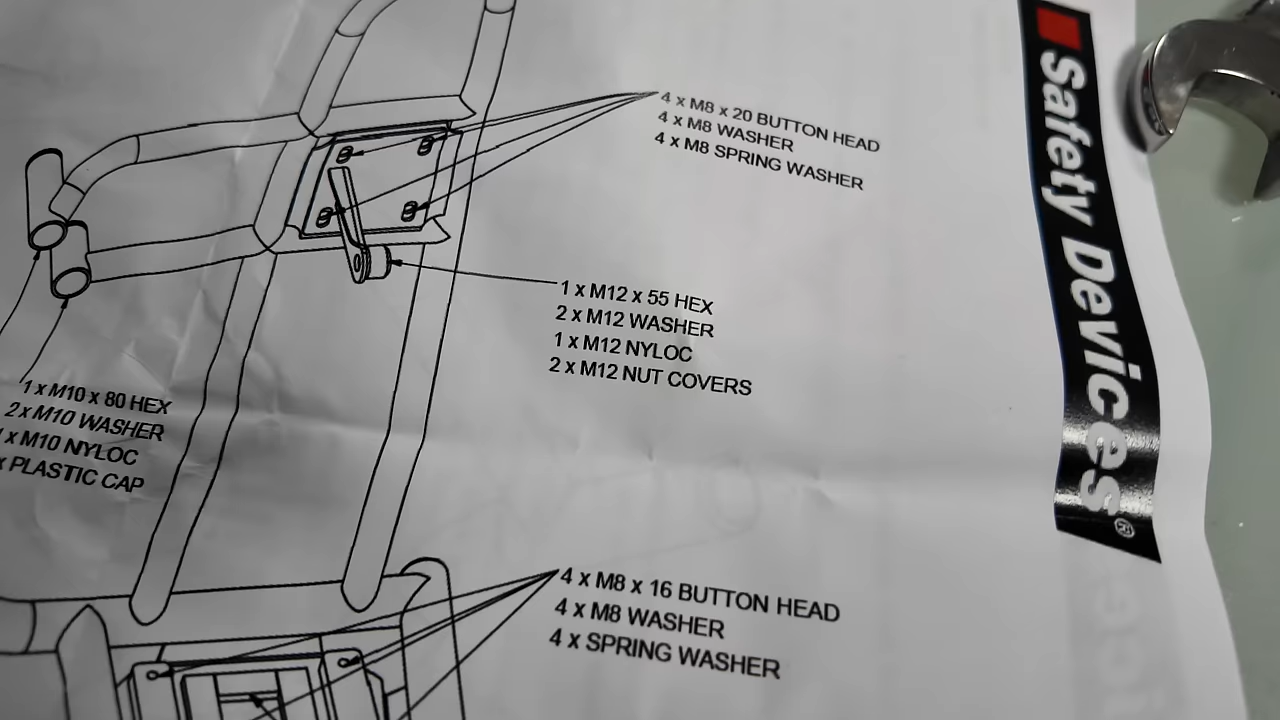 Safety Devices®
4 x M8 x 20 BUTTON HEAD
4 x M8 WASHER
4 x M8 SPRING WASHER
1 x M12 x 55 HEX
2 x M12 WASHER
1 x M12 NYLOC
2 x M12 NUT COVERS
1 x M10 x 80 HEX
2 x M10 WASHER
1 x M10 NYLOC
x PLASTIC CAP
4 x M8 x 16 BUTTON HEAD
4 x M8 WASHER
4 x SPRING WASHER